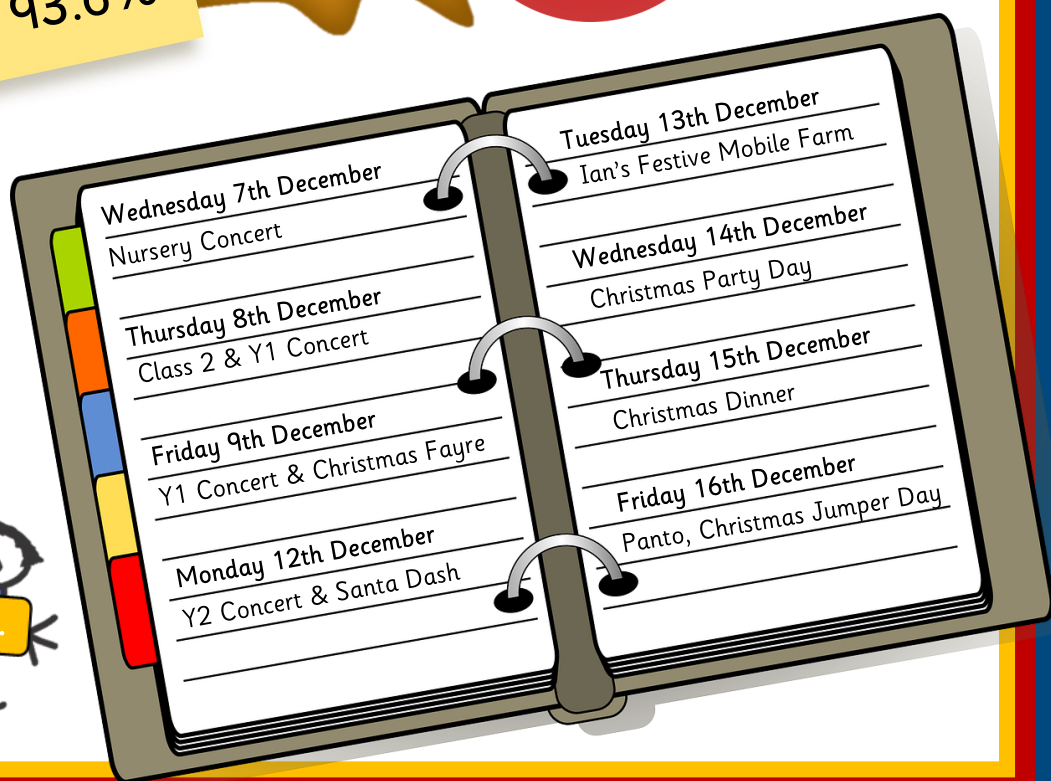 93.6%
Wednesday 7th December
Nursery Concert
Thursday 8th December
Class 2 & Y1 Concert
Friday 9th December
Y1 Concert & Christmas Fayre
Monday 12th December
Y2 Concert & Santa Dash
Tuesday 13th December
Ian's Festive Mobile Farm
Wednesday 14th December
Christmas Party Day
Thursday 15th December
Christmas Dinner
Friday 16th December
Panto, Christmas Jumper Day